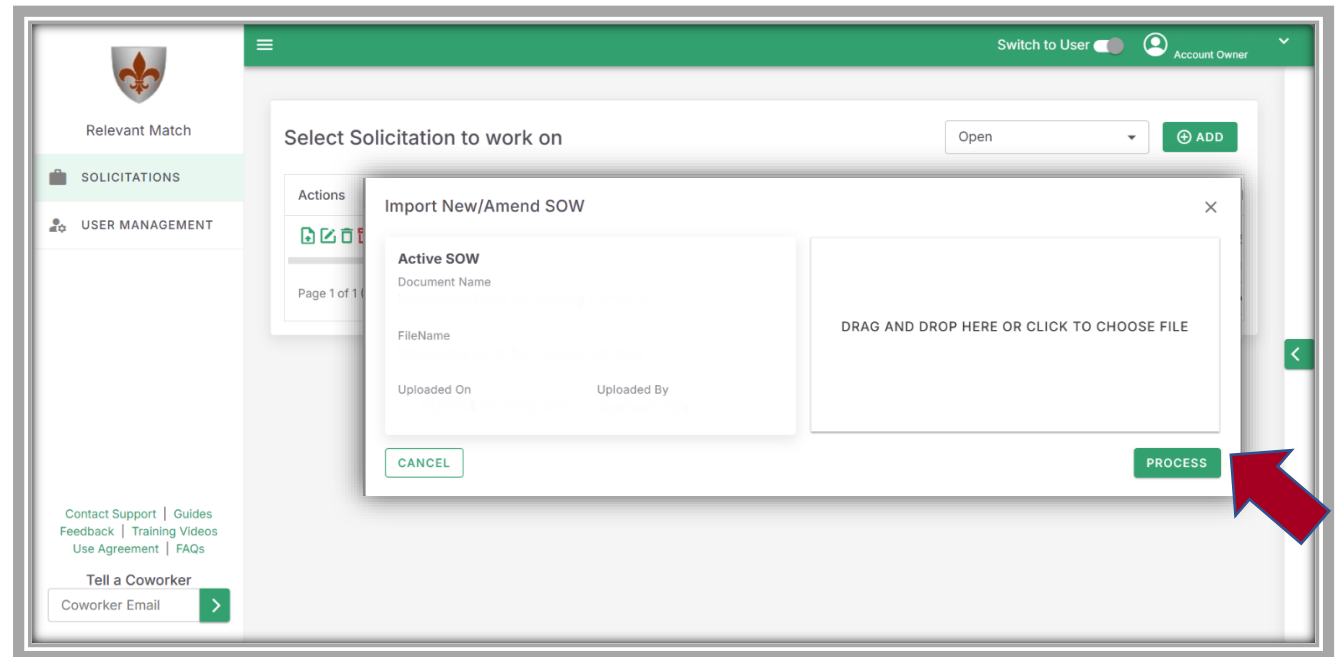 Switch to User
Account Owner
Relevant Match
SOLICITATIONS
USER MANAGEMENT
Select Solicitation to work on
Open
ADD
Actions
Page 1 of 1
Import New/Amend SOW
Active SOW
Document Name
FileName
Uploaded On Uploaded By
DRAG AND DROP HERE OR CLICK TO CHOOSE FILE
CANCEL
PROCESS
Contact Support | Guides
Feedback | Training Videos
Use Agreement | FAQs
Tell a Coworker
Coworker Email